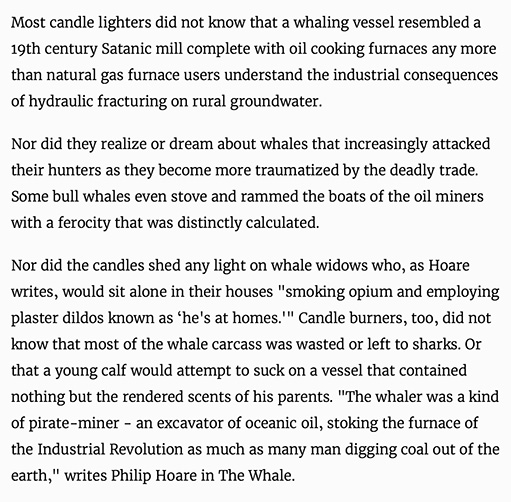 Most candle lighters did not know that a whaling vessel resembled a
19th century Satanic mill complete with oil cooking furnaces any more
than natural gas furnace users understand the industrial consequences
of hydraulic fracturing on rural groundwater.
Nor did they realize or dream about whales that increasingly attacked
their hunters as they become more traumatized by the deadly trade.
Some bull whales even stove and rammed the boats of the oil miners
with a ferocity that was distinctly calculated.
Nor did the candles shed any light on whale widows who, as Hoare
writes, would sit alone in their houses "smoking opium and employing
plaster dildos known as ‘he's at homes.'" Candle burners, too, did not
know that most of the whale carcass was wasted or left to sharks. Or
that a young calf would attempt to suck on a vessel that contained
nothing but the rendered scents of his parents. "The whaler was a kind
of pirate-miner – an excavator of oceanic oil, stoking the furnace of
the Industrial Revolution as much as many man digging coal out of the
earth," writes Philip Hoare in The Whale.